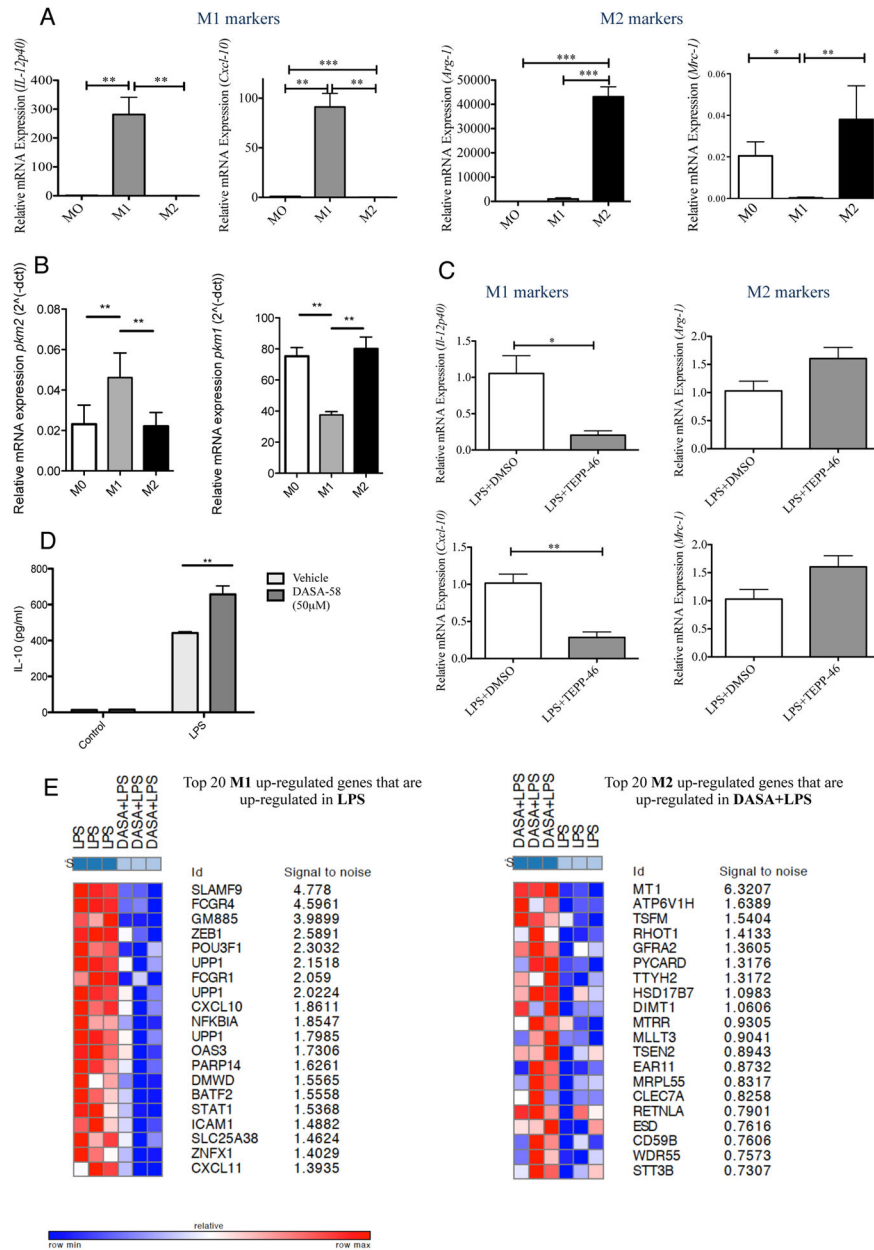 A
M1 markers
M2 markers
Relative mRNA Expression (IL-12p40)
400
300
200
100
0
MO
M1
M2
**
**
Relative mRNA Expression (Cxcl-10)
100
50
0
MO
M1
M2
***
**
**
Relative mRNA Expression (Arg-1)
50000
40000
30000
20000
10000
0
MO
M1
M2
***
***
Relative mRNA Expression (Mrc-1)
0.06
0.04
0.02
0.00
M0
M1
M2
*
**
B
Relative mRNA expression pkm2 (2^(-dct))
0.08
0.06
0.04
0.02
0.00
M0
M1
M2
**
**
Relative mRNA expression pkm1 (2^(-dct))
100
80
60
40
20
0
M0
M1
M2
**
**
C
M1 markers
M2 markers
Relative mRNA Expression (Il-12p40)
1.5
1.0
0.5
0.0
LPS+DMSO
LPS+TEPP-46
*
Relative mRNA Expression (Arg-1)
2.0
1.5
1.0
0.5
0.0
LPS+DMSO
LPS+TEPP-46
Relative mRNA Expression (Cxcl-10)
1.5
1.0
0.5
0.0
LPS+DMSO
LPS+TEPP-46
**
Relative mRNA Expression (Mrc-1)
2.0
1.5
1.0
0.5
0.0
LPS+DMSO
LPS+TEPP-46
D
IL-10 (pg/ml)
800
600
400
200
0
Control
LPS
**
Vehicle
DASA-58
(50µM)
E
Top 20 M1 up-regulated genes that are
up-regulated in LPS
LPS
LPS
LPS
DASA+LPS
DASA+LPS
DASA+LPS
'S
Id Signal to noise
SLAMF9 4.778
FCGR4 4.5961
GM885 3.9899
ZEB1 2.5891
POU3F1 2.3032
UPP1 2.1518
FCGR1 2.059
UPP1 2.0224
CXCL10 1.8611
NFKBIA 1.8547
UPP1 1.7985
OAS3 1.7306
PARP14 1.6261
DMWD 1.5565
BATF2 1.5558
STAT1 1.5368
ICAM1 1.4882
SLC25A38 1.4624
ZNFX1 1.4029
CXCL11 1.3935
Top 20 M2 up-regulated genes that are
up-regulated in DASA+LPS
DASA+LPS
DASA+LPS
DASA+LPS
LPS
LPS
LPS
'S
Id Signal to noise
MT1 6.3207
ATP6V1H 1.6389
TSFM 1.5404
RHOT1 1.4133
GFRA2 1.3605
PYCARD 1.3176
TTYH2 1.3172
HSD17B7 1.0983
DIMT1 1.0606
MTRR 0.9305
MLLT3 0.9041
TSEN2 0.8943
EAR11 0.8732
MRPL55 0.8317
CLEC7A 0.8258
RETNLA 0.7901
ESD 0.7616
CD59B 0.7606
WDR55 0.7573
STT3B 0.7307
relative
row min row max